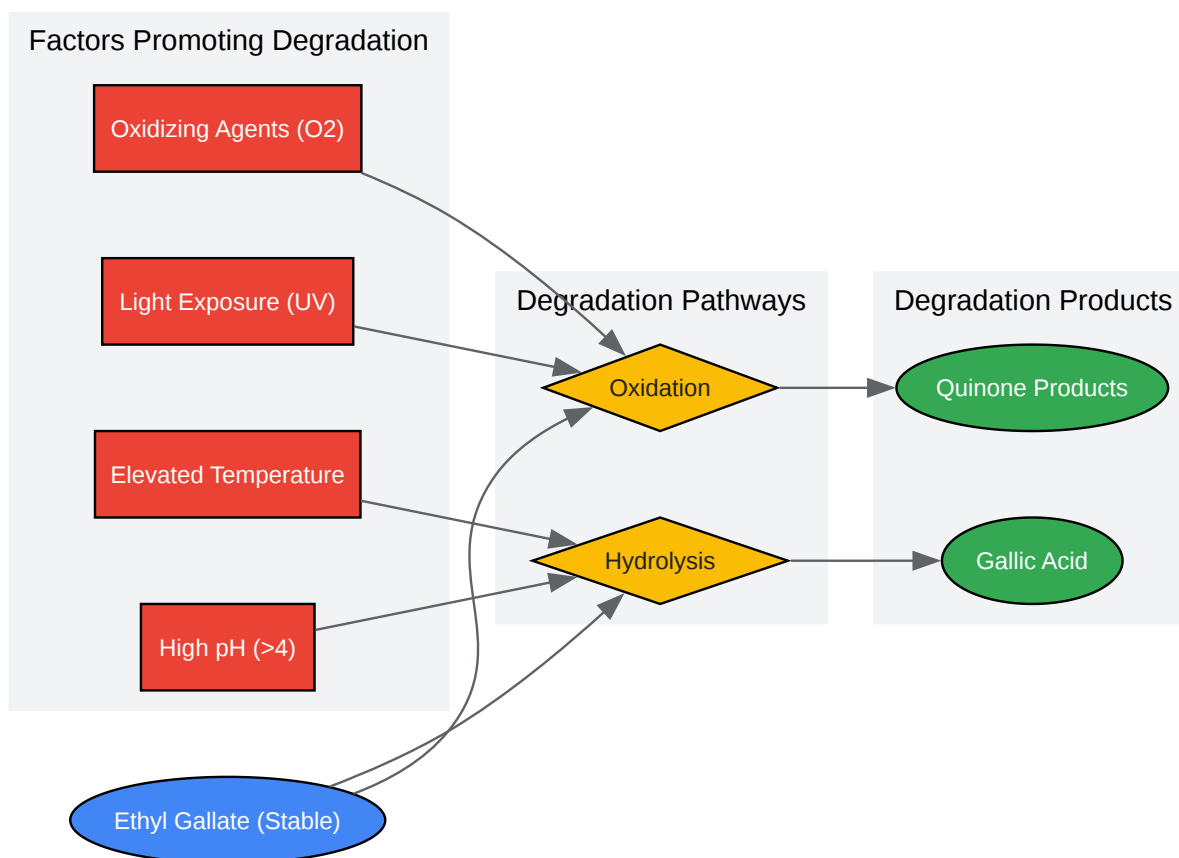 Factors Promoting Degradation
Oxidizing Agents (O2)
Light Exposure (UV)
Elevated Temperature
High pH (>4)
Ethyl Gallate (Stable)
Degradation Pathways
Oxidation
Hydrolysis
Degradation Products
Quinone Products
Gallic Acid